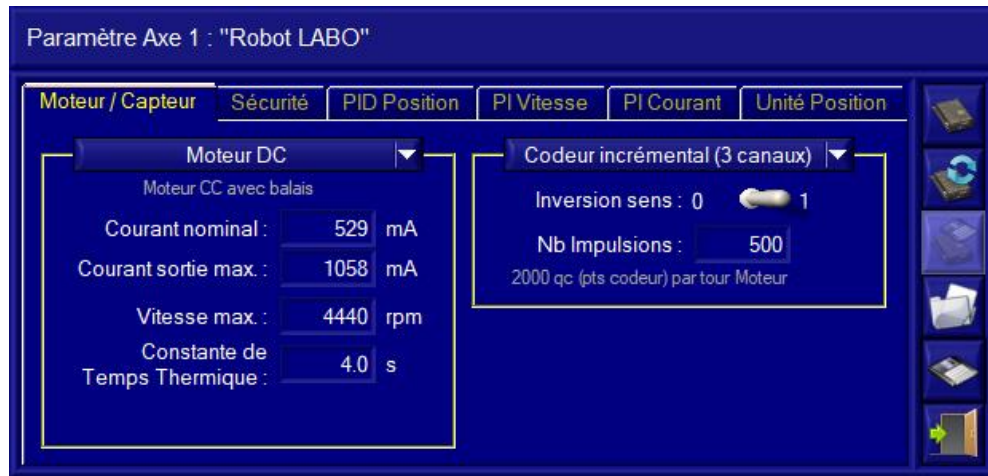 Paramètre Axe 1 : "Robot LABO"
Moteur / Capteur Sécurité PID Position PI Vitesse PI Courant Unité Position
Moteur DC
Moteur CC avec balais
Courant nominal : 529 mA
Courant sortie max. : 1058 mA
Vitesse max. : 4440 rpm
Constante de
Temps Thermique : 4.0 s
Codeur incrémental (3 canaux)
Inversion sens : 0 1
Nb Impulsions : 500
2000 qc (pts codeur) par tour Moteur